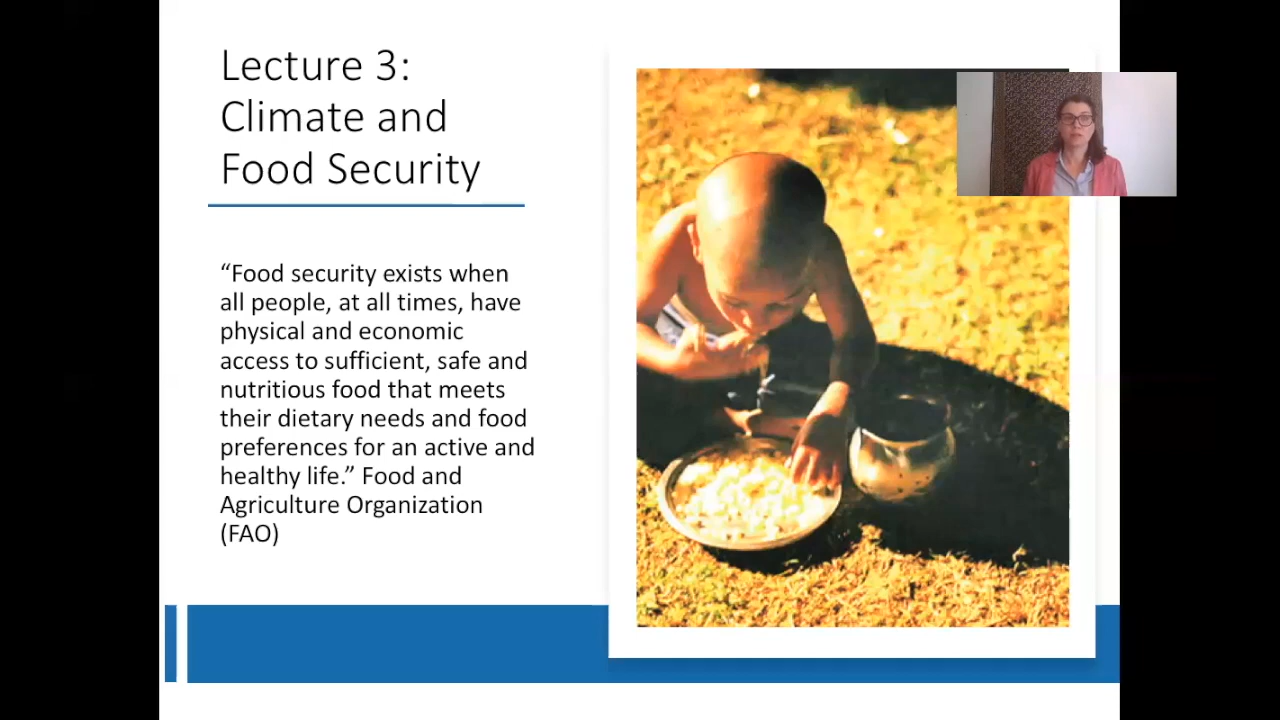 Lecture 3:
Climate and
Food Security
“Food security exists when
all people, at all times, have
physical and economic
access to sufficient, safe and
nutritious food that meets
their dietary needs and food
preferences for an active and
healthy life.” Food and
Agriculture Organization
(FAO)